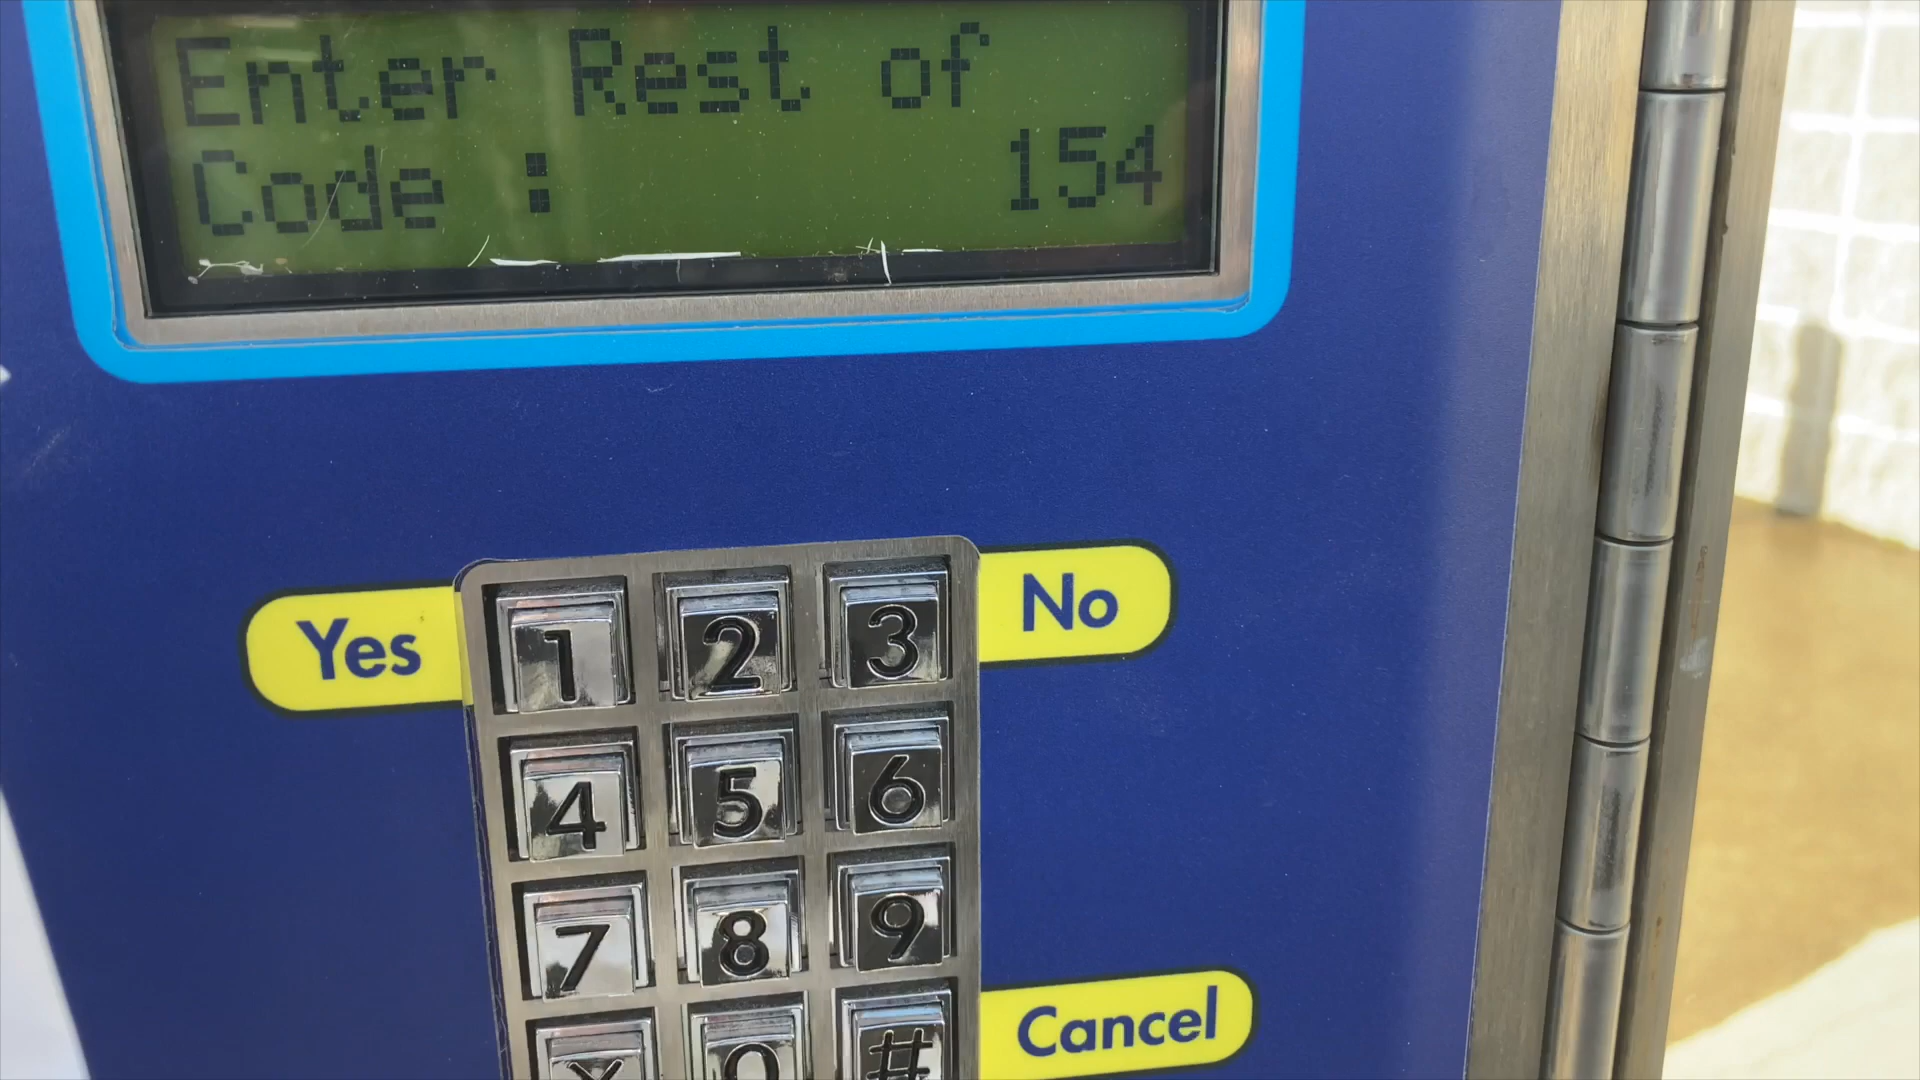 Enter Rest of
Code : 154
Yes
No
1 2 3
4 5 6
7 8 9
0 #
Cancel